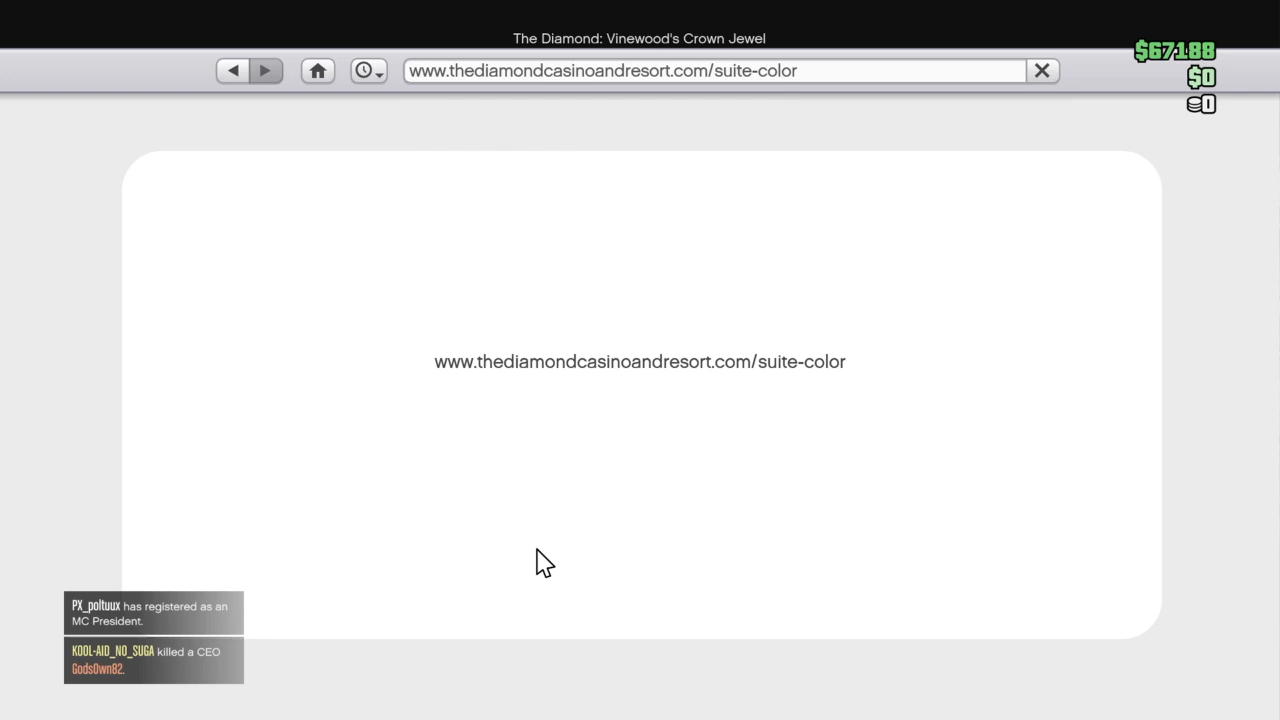 The Diamond: Vinewood's Crown Jewel
www.thediamondcasinoandresort.com/suite-color
$67188
$0
0
www.thediamondcasinoandresort.com/suite-color
PX_poltuux has registered as an
MC President.
KOOL-AID_NO_SUGA killed a CEO
GodsOwn82.